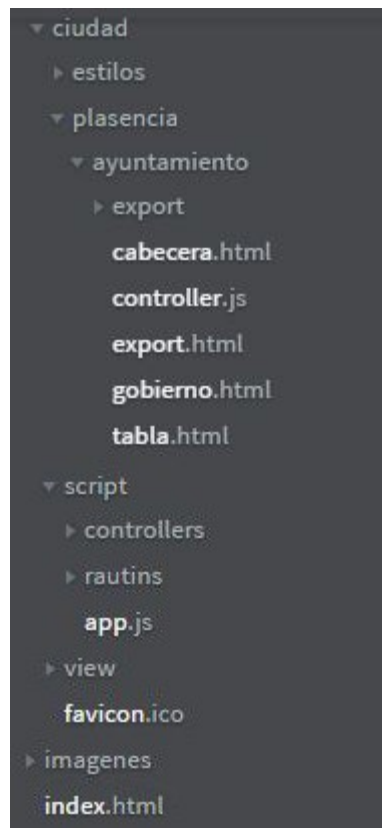 ciudad
estilos
plasencia
ayuntamiento
export
cabecera.html
controller.js
export.html
gobierno.html
tabla.html
script
controllers
rautins
app.js
view
favicon.ico
imagenes
index.html